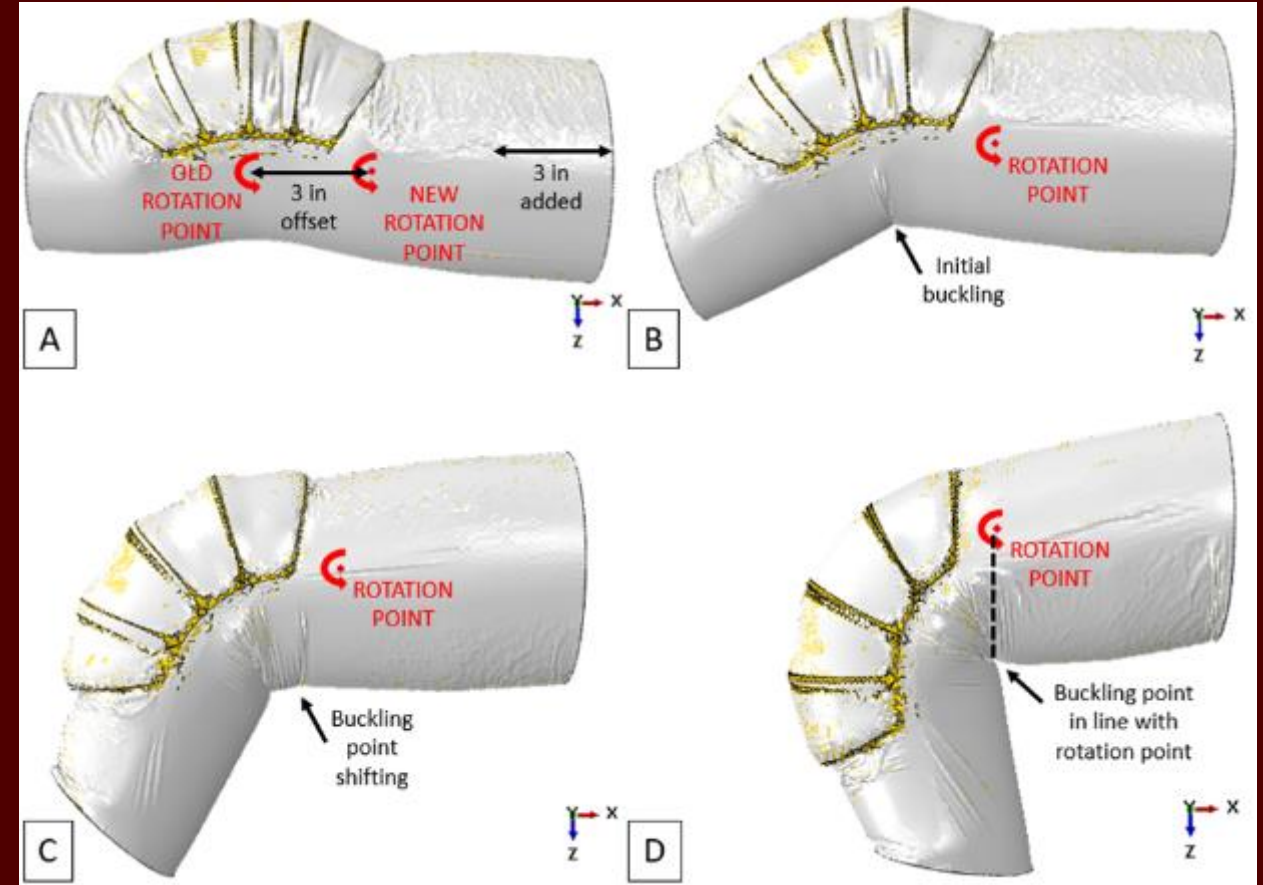 OLD
ROTATION
POINT
3 in
offset
NEW
ROTATION
POINT
3 in
added
Y
X
Z
A
ROTATION
POINT
Initial
buckling
Y
X
Z
B
ROTATION
POINT
Buckling
point
shifting
Y
X
Z
C
ROTATION
POINT
Buckling point
in line with
rotation point
Y
X
Z
D